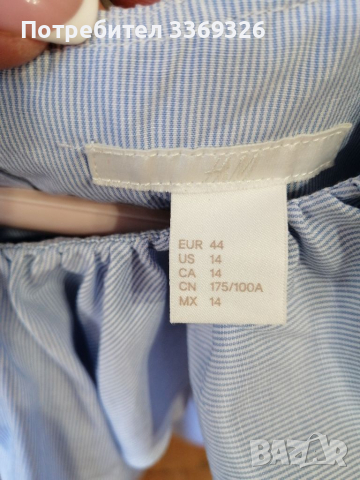 Потребител 3369326
H&M
EUR 44
US 14
CA 14
CN 175/100A
MX 14
BAZAR